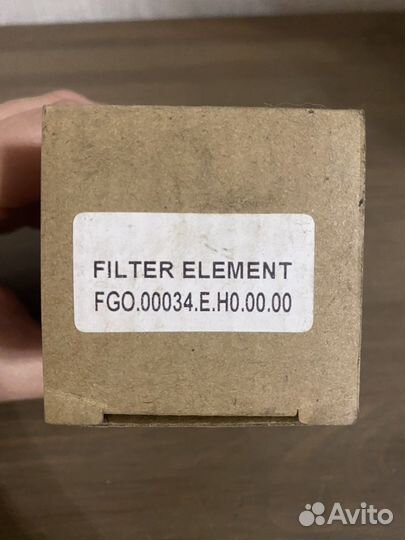 FILTER ELEMENT
FGO.00034.E.H0.00.00
Avito